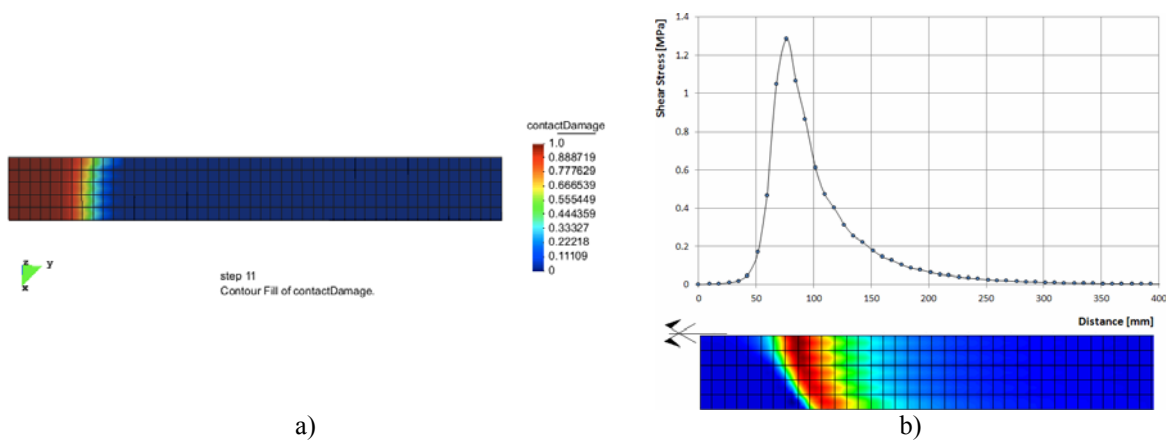 contactDamage
1.0
0.888719
0.777629
0.666539
0.555449
0.444359
0.33327
0.22218
0.11109
0
z
y
x
step 11
Contour Fill of contactDamage.
a)
Shear Stress [MPa]
1.4
1.2
1
0.8
0.6
0.4
0.2
0
0 50 100 150 200 250 300 350 400
Distance [mm]
b)